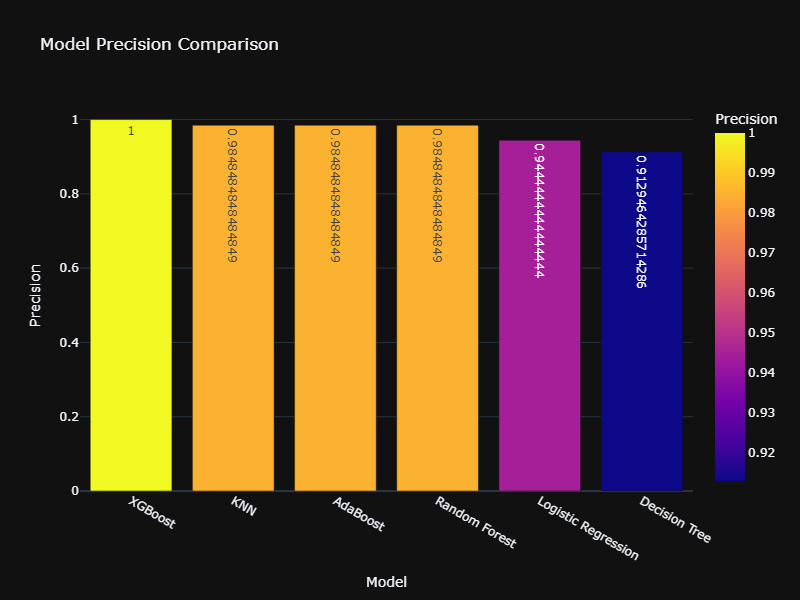 Model Precision Comparison
Precision
1
0.8
0.6
0.4
0.2
0
1
0.9848484848484849
0.9848484848484849
0.9848484848484849
0.9444444444444444
0.9129464285714286
XGBoost
KNN
AdaBoost
Random Forest
Logistic Regression
Decision Tree
Model
Precision
1
0.99
0.98
0.97
0.96
0.95
0.94
0.93
0.92